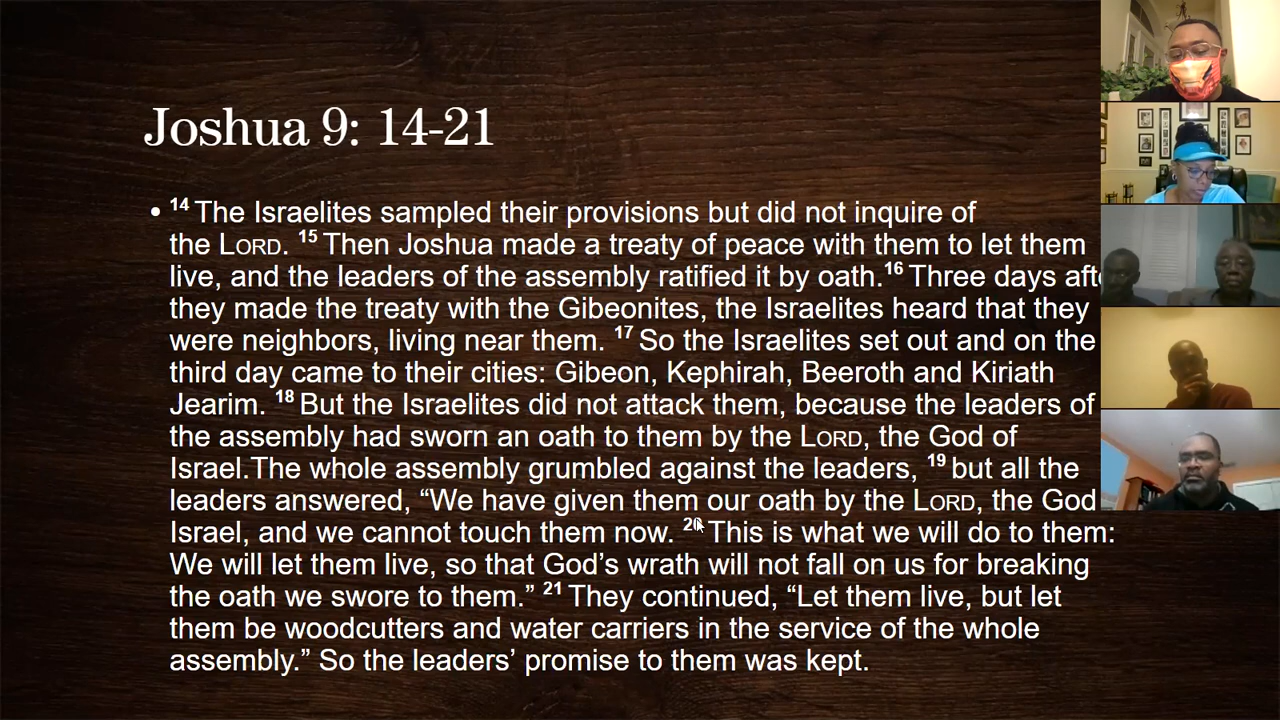 Joshua 9: 14-21
• 14 The Israelites sampled their provisions but did not inquire of
the LORD. 15 Then Joshua made a treaty of peace with them to let them
live, and the leaders of the assembly ratified it by oath.16 Three days
they made the treaty with the Gibeonites, the Israelites heard that they
were neighbors, living near them. 17 So the Israelites set out and on the
third day came to their cities: Gibeon, Kephirah, Beeroth and Kiriath
Jearim. 18 But the Israelites did not attack them, because the leaders of
the assembly had sworn an oath to them by the LORD, the God of
Israel.The whole assembly grumbled against the leaders, 19 but all the
leaders answered, “We have given them our oath by the LORD, the God
Israel, and we cannot touch them now. 20 This is what we will do to them:
We will let them live, so that God’s wrath will not fall on us for breaking
the oath we swore to them.” 21 They continued, “Let them live, but let
them be woodcutters and water carriers in the service of the whole
assembly.” So the leaders’ promise to them was kept.